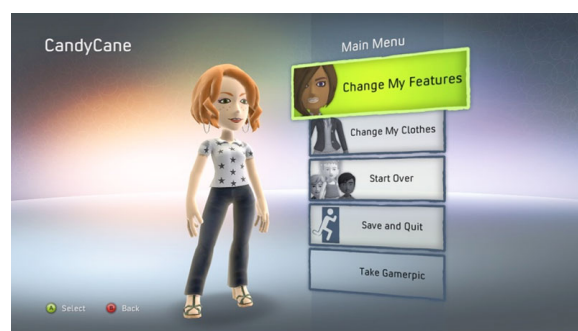 CandyCane
Main Menu
Change My Features
Change My Clothes
Start Over
Save and Quit
Take Gamerpic
A Select B Back